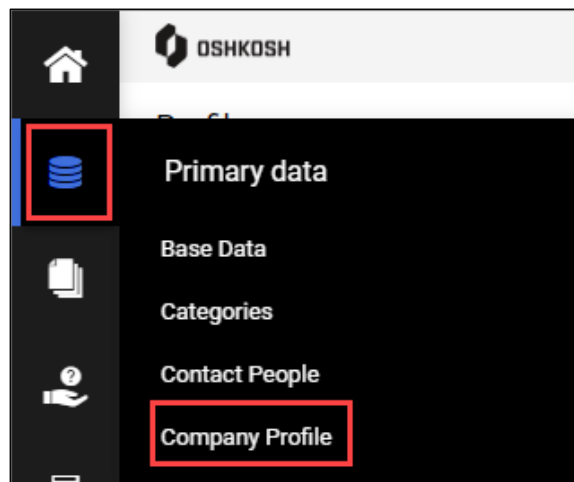 OSHKOSH
Primary data
Base Data
Categories
Contact People
Company Profile